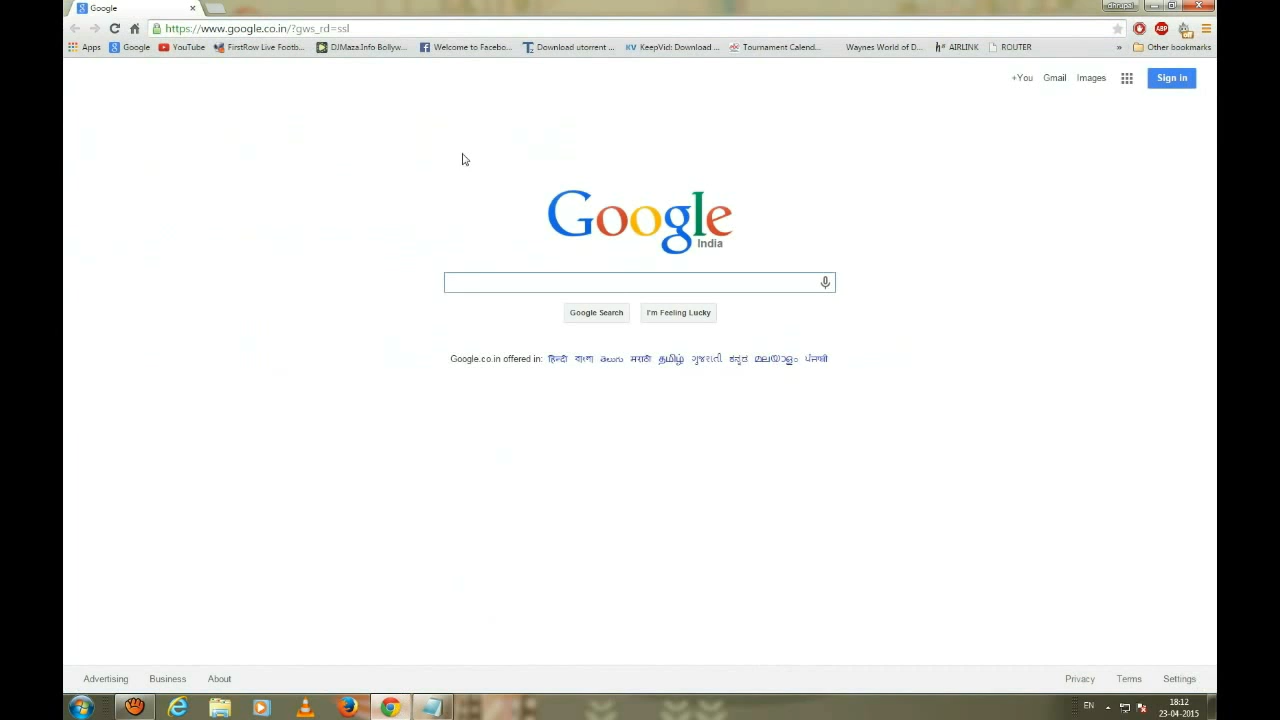 Google
dhrupal
https://www.google.co.in/?gws_rd=ssl
Apps Google YouTube FirstRow Live Footb... DJMaza.Info Bollyw... Welcome to Facebo... Download utorrent ... KV KeepVid: Download ... Tournament Calend... Waynes World of D... AIRLINK ROUTER » Other bookmarks
+You Gmail Images Sign in
Google
India
Google Search I'm Feeling Lucky
Google.co.in offered in: हिन्दी বাংলা తెలుగు मराठी தமிழ் ગુજરાતી ಕನ್ನಡ മലയാളം ਪੰਜਾਬੀ
Advertising Business About Privacy Terms Settings
EN 18:12
23-04-2015